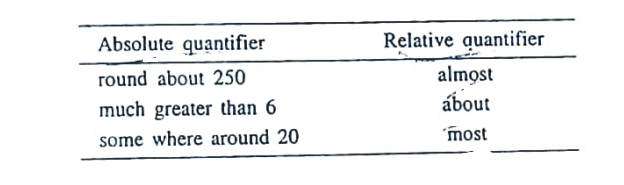 Absolute quantifier Relative quantifier
round about 250 almost
much greater than 6 about
some where around 20 most